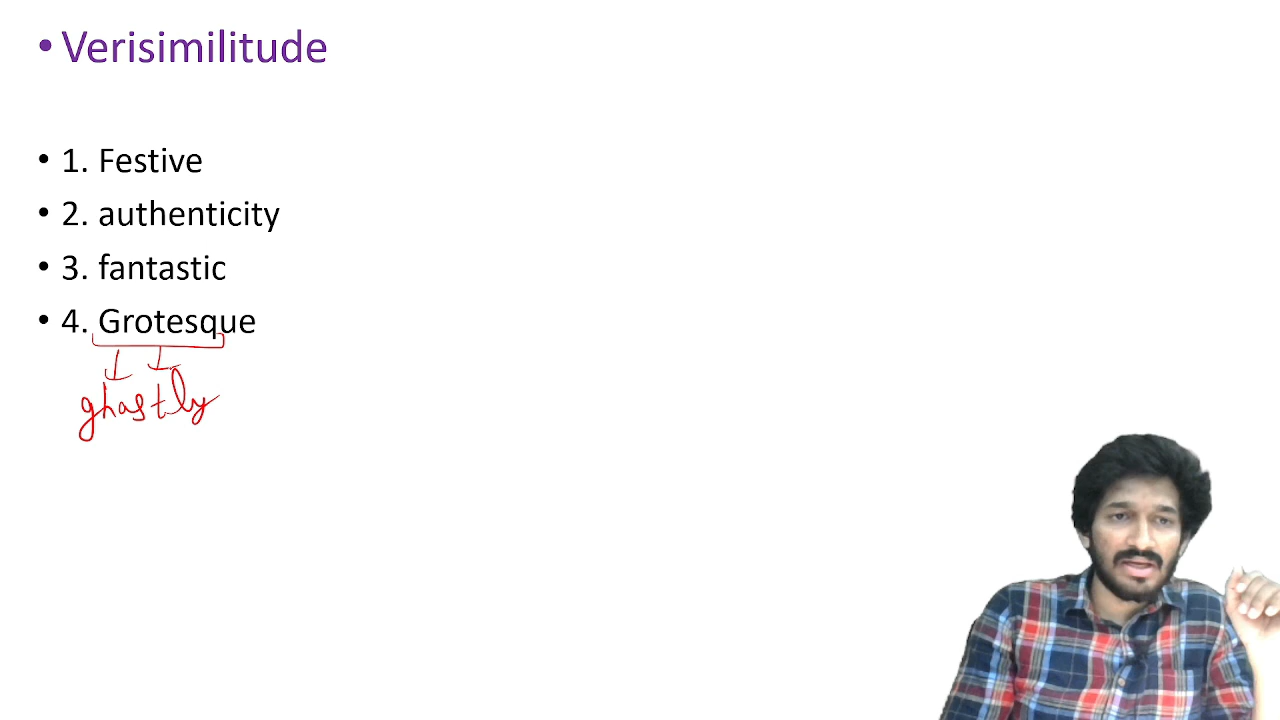 • Verisimilitude
• 1. Festive
• 2. authenticity
• 3. fantastic
• 4. Grotesque
ghastly